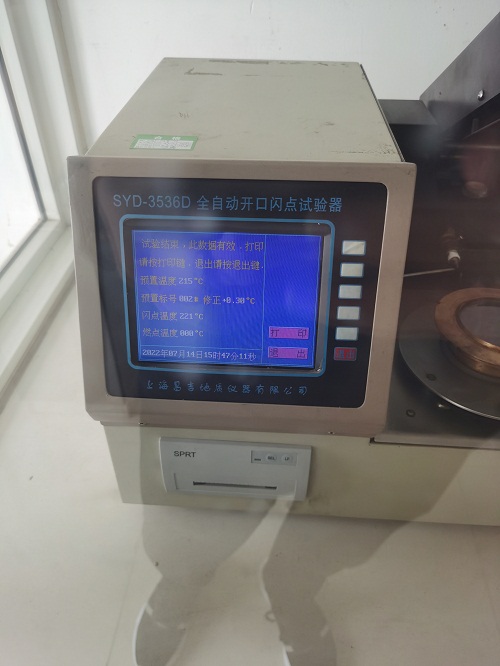 SYD-3536D 全自动开口闪点试验器
试验结束，此数据有效，打印
请按打印键，退出请按退出键.
预置温度 215°C
预置标号 002# 修正+0.30°C
闪点温度 221°C
燃点温度 000°C
打 印
退 出
2022年07月14日15时47分11秒
上海昌吉地质仪器有限公司
SPRT